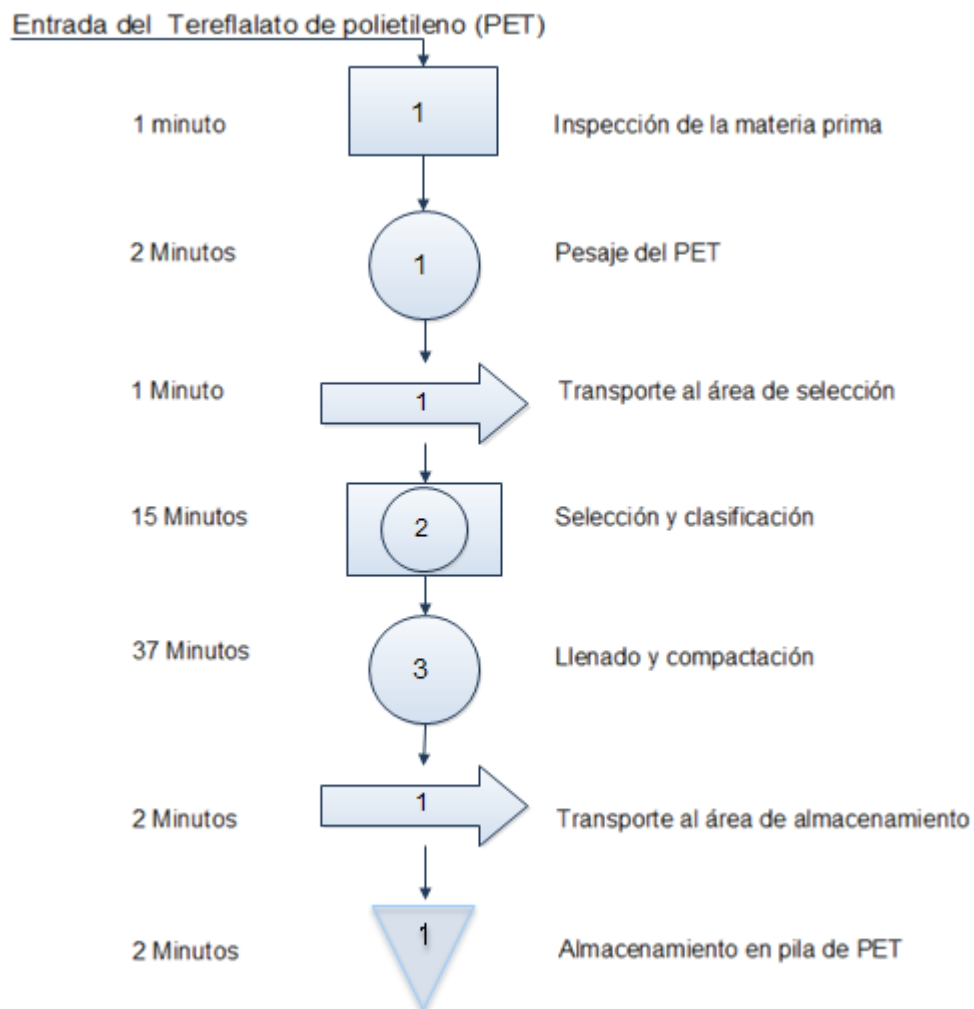 Entrada del Tereflalato de polietileno (PET)
1 minuto 1 Inspección de la materia prima
2 Minutos 1 Pesaje del PET
1 Minuto 1 Transporte al área de selección
15 Minutos 2 Selección y clasificación
37 Minutos 3 Llenado y compactación
2 Minutos 1 Transporte al área de almacenamiento
2 Minutos 1 Almacenamiento en pila de PET